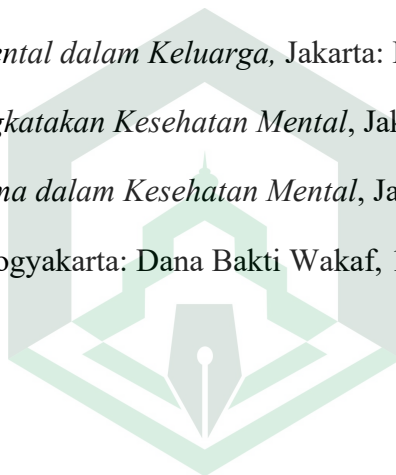 ental dalam Keluarga, Jakarta:
gkatakan Kesehatan Mental, Jak
na dalam Kesehatan Mental, Ja
ogyakarta: Dana Bakti Wakaf, 1